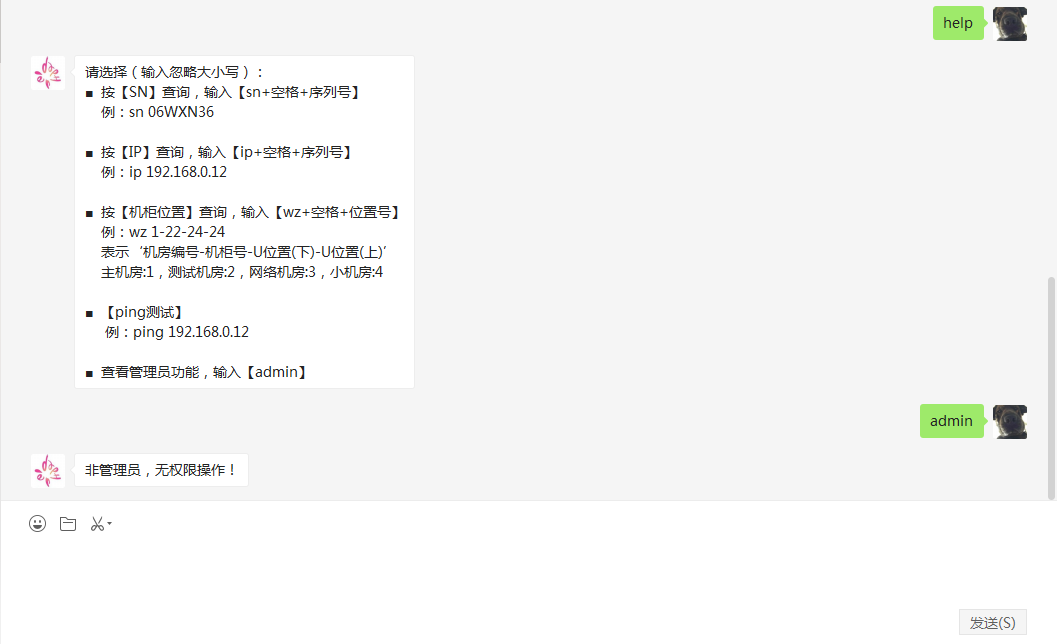 help
请选择（输入忽略大小写）：
▪ 按【SN】查询，输入【sn+空格+序列号】
例：sn 06WXN36
▪ 按【IP】查询，输入【ip+空格+序列号】
例：ip 192.168.0.12
▪ 按【机柜位置】查询，输入【wz+空格+位置号】
例：wz 1-22-24-24
表示‘机房编号-机柜号-U位置(下)-U位置(上)’
主机房:1，测试机房:2，网络机房:3，小机房:4
▪ 【ping测试】
例：ping 192.168.0.12
▪ 查看管理员功能，输入【admin】
admin
非管理员，无权限操作！
发送(S)